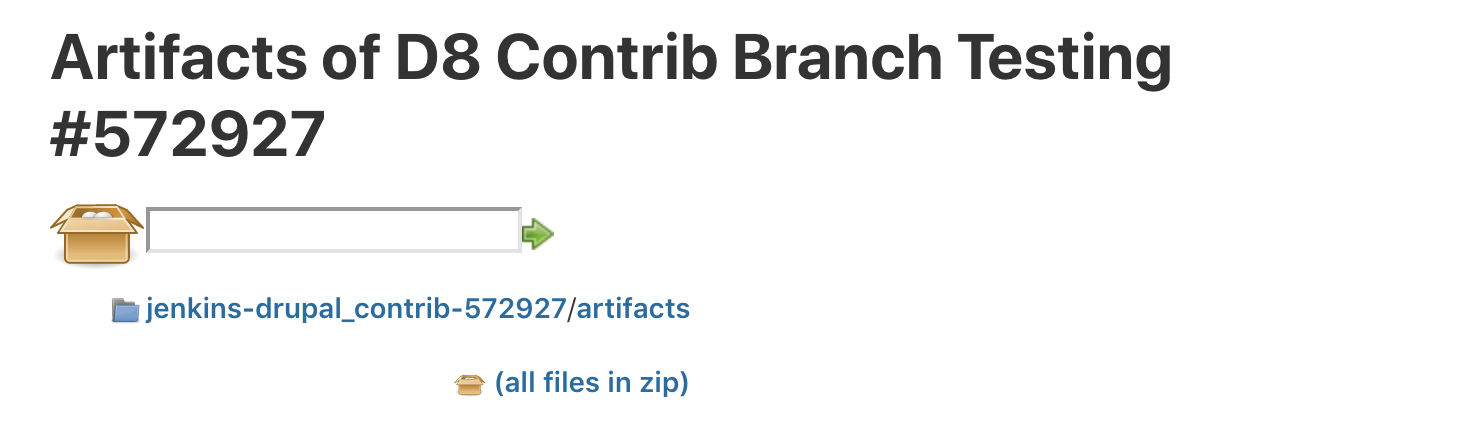 Artifacts of D8 Contrib Branch Testing
#572927
jenkins-drupal_contrib-572927/artifacts
(all files in zip)